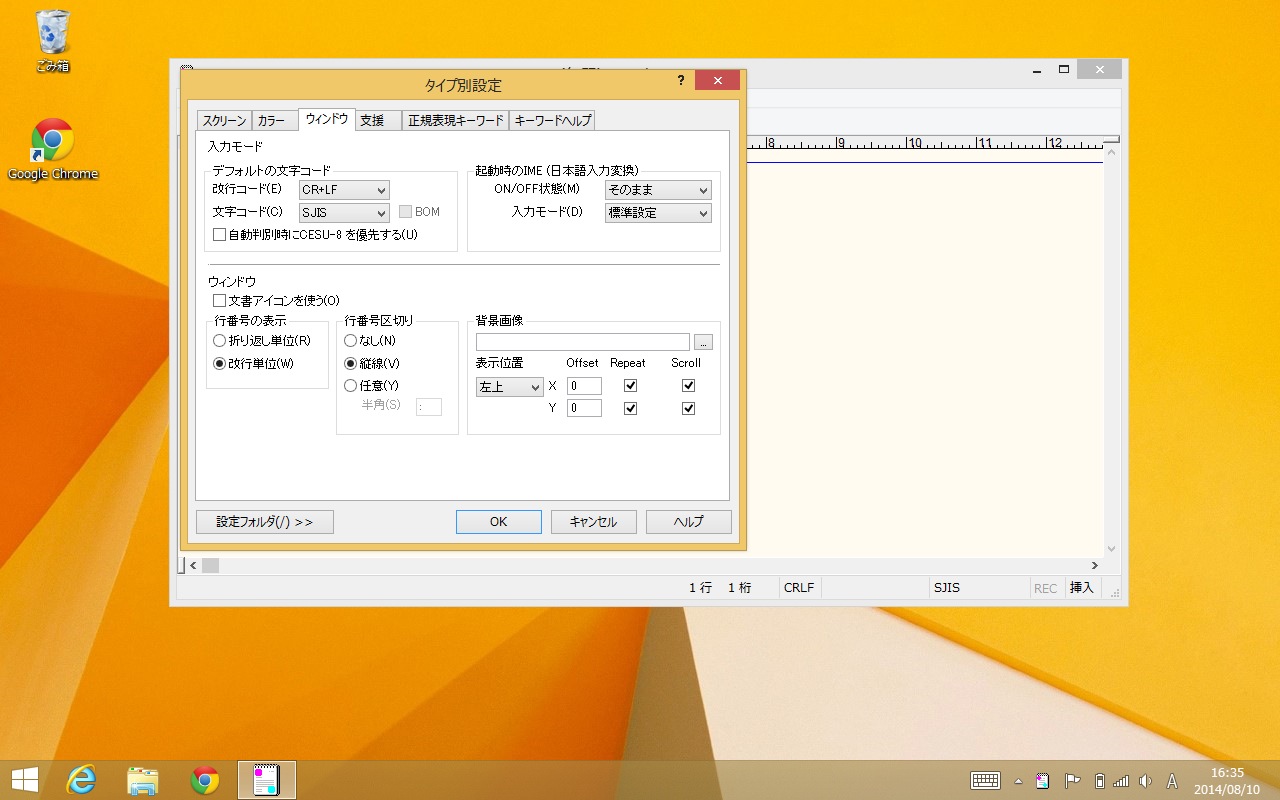 ごみ箱
Google Chrome
タイプ別設定
?
スクリーン カラー ウィンドウ 支援 正規表現キーワード キーワードヘルプ
入力モード
デフォルトの文字コード
改行コード(E) CR+LF
文字コード(C) SJIS BOM
自動判別時にCESU-8 を優先する(U)
起動時のIME (日本語入力変換)
ON/OFF状態(M) そのまま
入力モード(D) 標準設定
ウィンドウ
文書アイコンを使う(O)
行番号の表示
折り返し単位(R)
改行単位(W)
行番号区切り
なし(N)
縦線(V)
任意(Y)
半角(S) :
背景画像
...
表示位置 Offset Repeat Scroll
左上 X 0
Y 0
設定フォルダ(/) >> OK キャンセル ヘルプ
8 9 10 11 12
1 行 1 桁 CRLF SJIS REC 挿入
A
16:35
2014/08/10